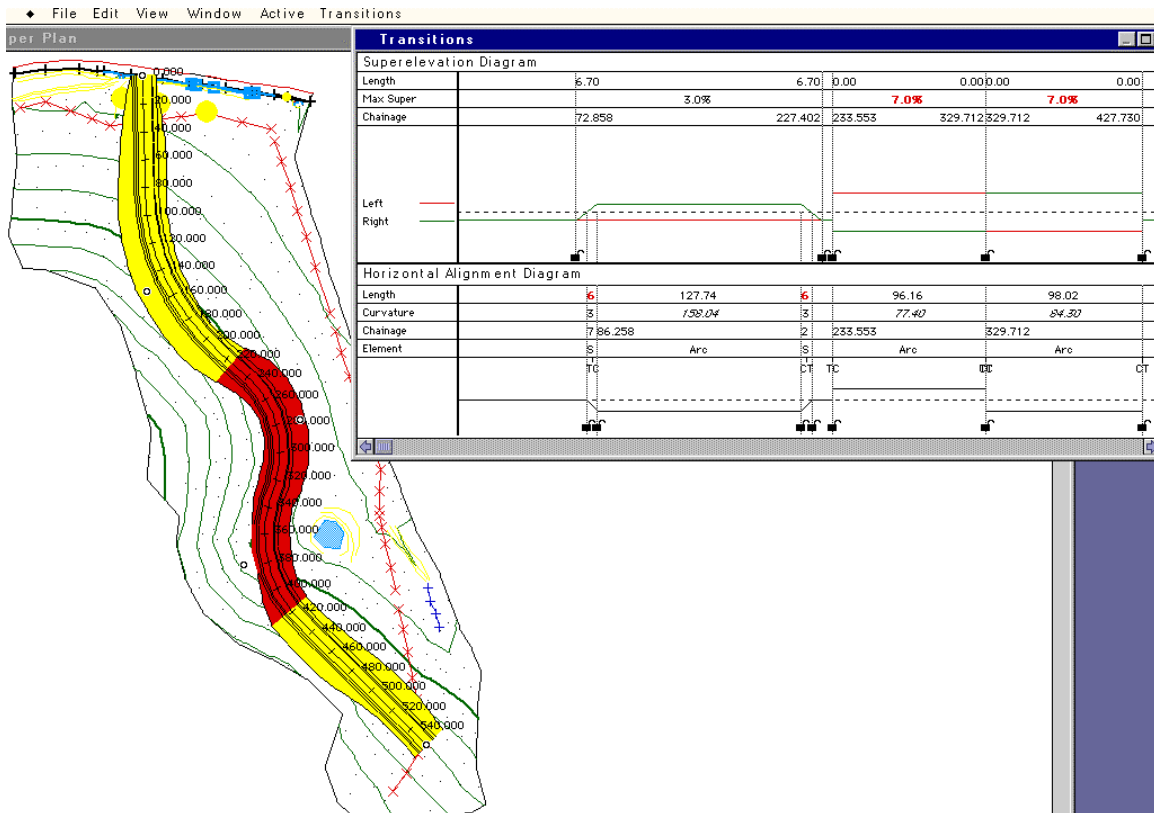 File Edit View Window Active Transitions
per Plan
Transitions
Superelevation Diagram
Length 6.70 6.70 0.00 0.00 0.00 0.00
Max Super 3.0% 7.0% 7.0%
Chainage 72.858 227.402 233.553 329.712 329.712 427.730
Left
Right
Horizontal Alignment Diagram
Length 6 127.74 6 96.16 98.02
Curvature 3 158.04 3 77.40 84.30
Chainage 7 86.258 2 233.553 329.712
Element S Arc S Arc Arc
TC CT TC CT
0.000
20.000
40.000
60.000
80.000
100.000
120.000
140.000
160.000
180.000
200.000
220.000
240.000
260.000
280.000
300.000
320.000
340.000
360.000
380.000
400.000
420.000
440.000
460.000
480.000
500.000
520.000
540.000